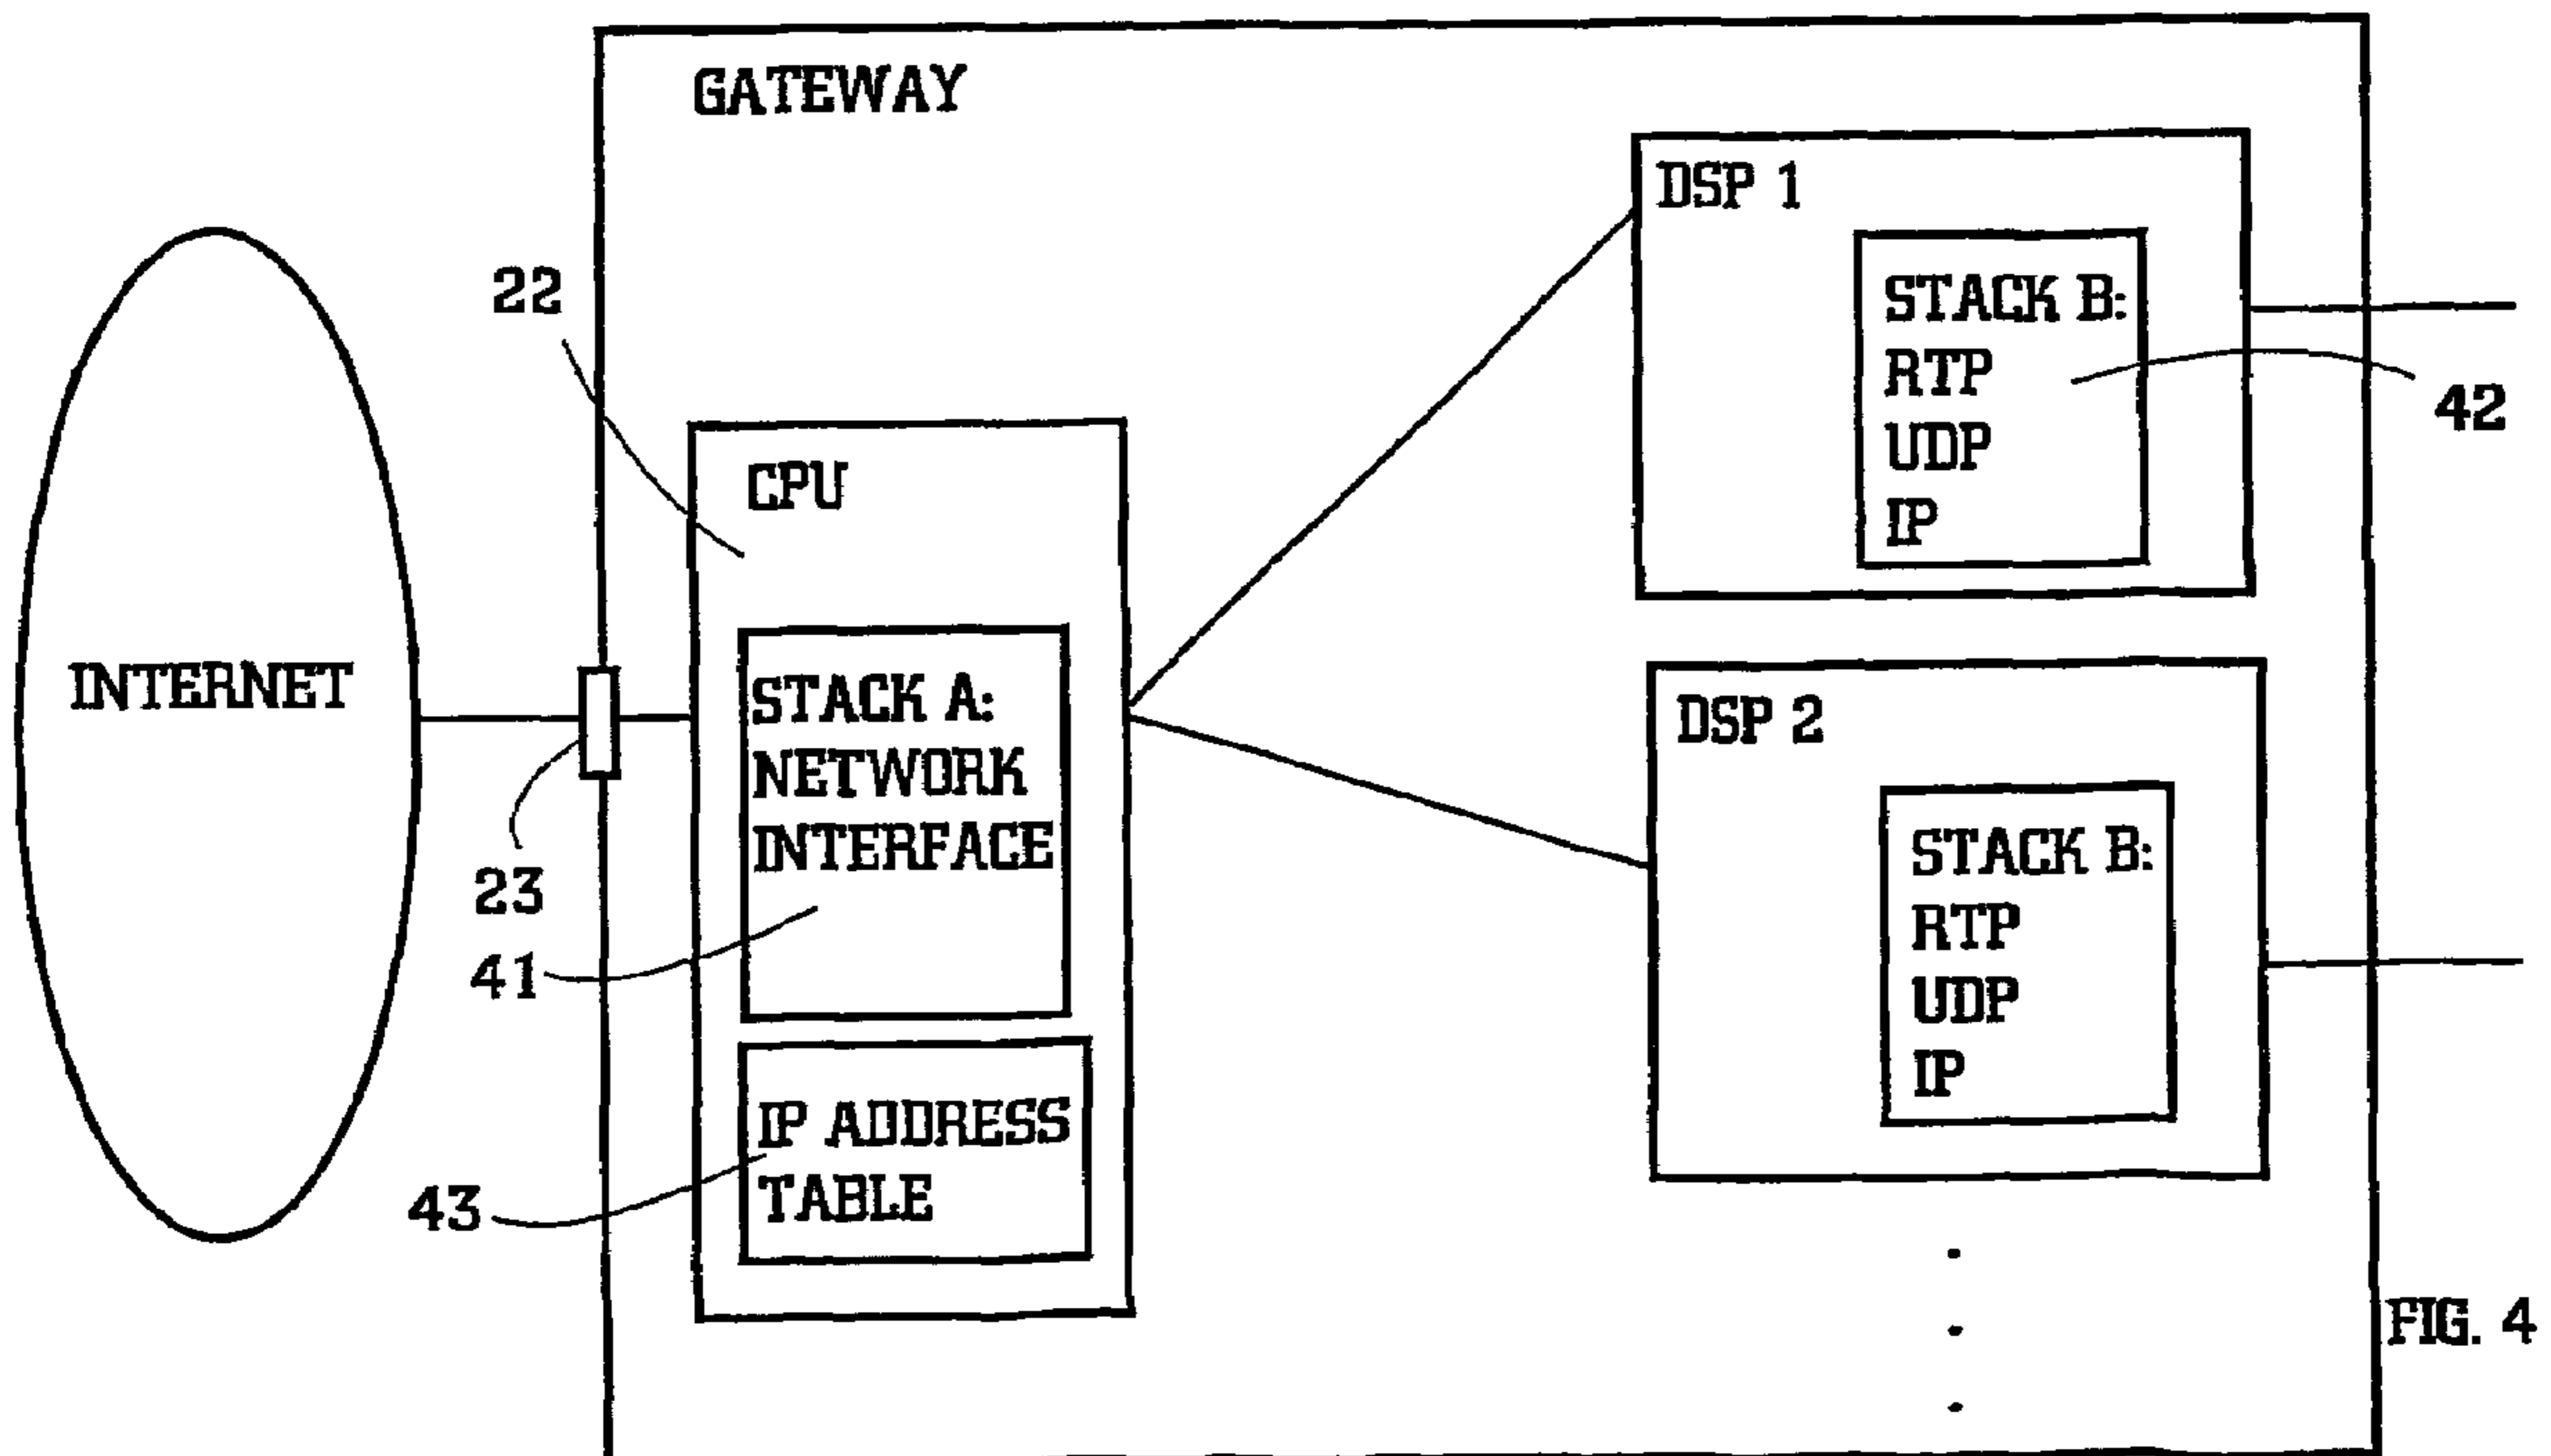 GATEWAY
DSP 1
22
STACK B:
RTP
UDP
IP
42
CPU
INTERNET
STACK A:
NETWORK
INTERFACE
23
41
DSP 2
STACK B:
RTP
UDP
IP
IP ADDRESS
TABLE
43
FIG. 4